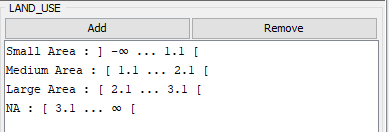 LAND_USE
Add Remove
Small Area : ] -∞ ... 1.1 [
Medium Area : [ 1.1 ... 2.1 [
Large Area : [ 2.1 ... 3.1 [
NA : [ 3.1 ... ∞ [